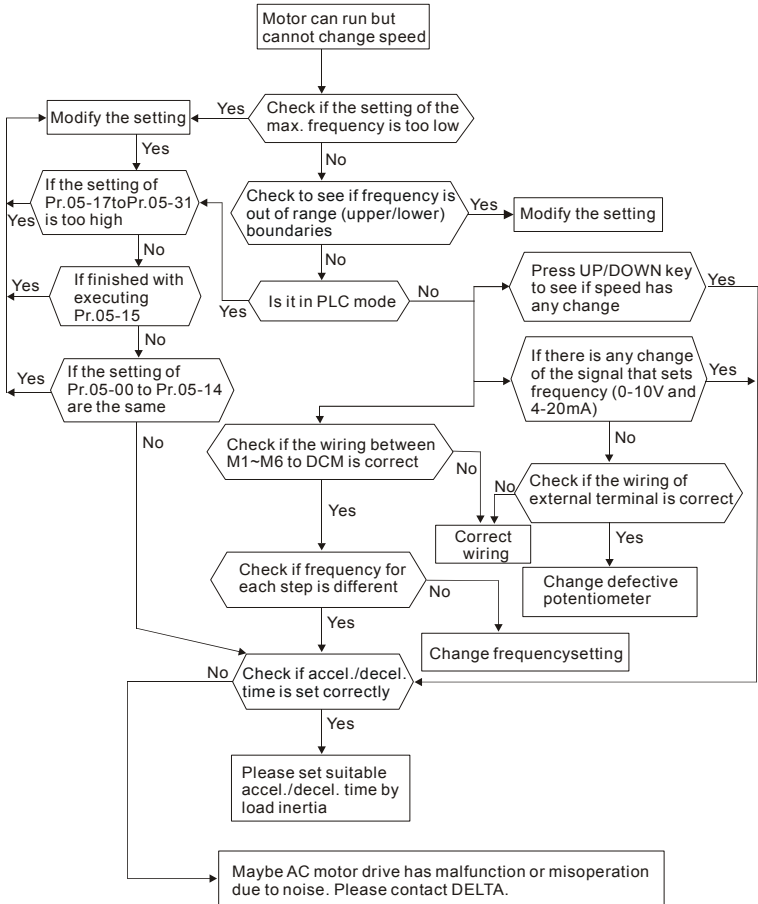 Motor can run but
cannot change speed
Yes
Check if the setting of the
max. frequency is too low
Modify the setting
Yes
No
If the setting of
Pr.05-17toPr.05-31
is too high
Yes
Check to see if frequency is
out of range (upper/lower)
boundaries
Yes
Modify the setting
No
No
Yes
If finished with
executing
Pr.05-15
Yes
Is it in PLC mode
No
Press UP/DOWN key
to see if speed has
any change
Yes
No
Yes
If the setting of
Pr.05-00 to Pr.05-14
are the same
If there is any change
of the signal that sets
frequency (0-10V and
4-20mA)
Yes
No
Check if the wiring between
M1~M6 to DCM is correct
No
No
No
Check if the wiring of
external terminal is correct
Yes
Correct
wiring
Yes
Check if frequency for
each step is different
No
Change defective
potentiometer
Yes
Change frequencysetting
No
Check if accel./decel.
time is set correctly
Yes
Please set suitable
accel./decel. time by
load inertia
Maybe AC motor drive has malfunction or misoperation
due to noise. Please contact DELTA.